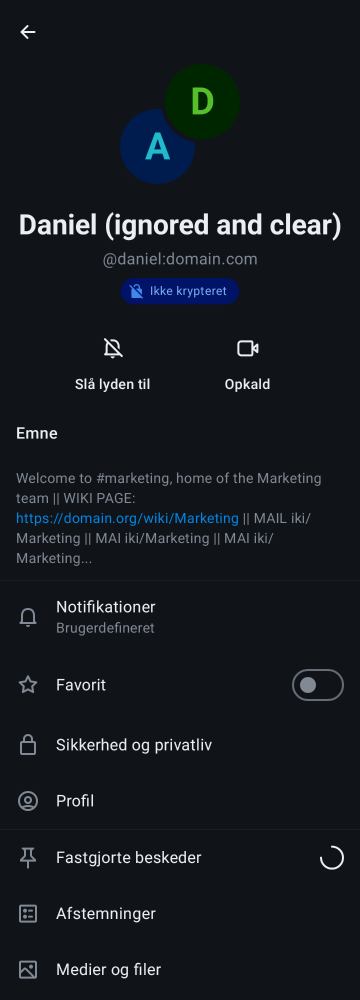 D
A
Daniel (ignored and clear)
@daniel:domain.com
Ikke krypteret
Slå lyden til
Opkald
Emne
Welcome to #marketing, home of the Marketing
team || WIKI PAGE:
https://domain.org/wiki/Marketing || MAIL iki/
Marketing || MAI iki/Marketing || MAI iki/
Marketing...
Notifikationer
Brugerdefineret
Favorit
Sikkerhed og privatliv
Profil
Fastgjorte beskeder
Afstemninger
Medier og filer